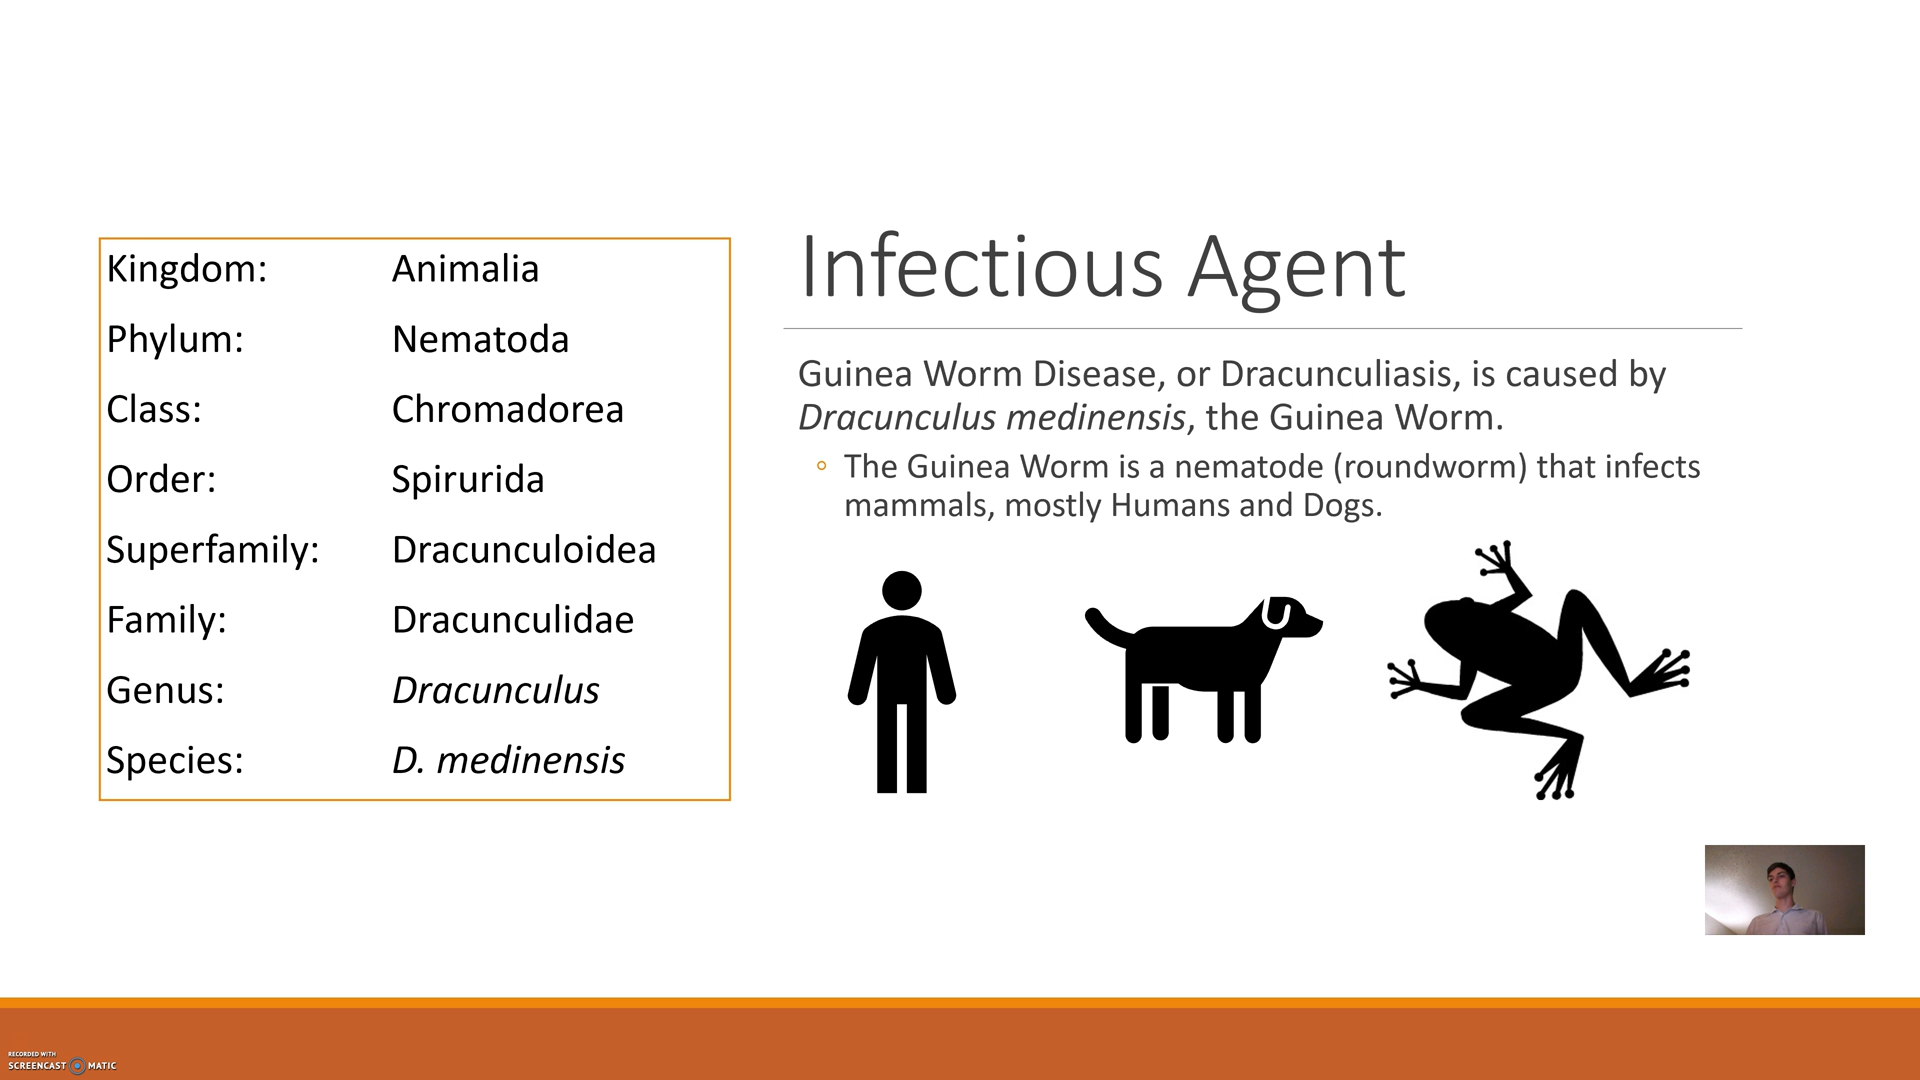 Kingdom: Animalia
Phylum: Nematoda
Class: Chromadorea
Order: Spirurida
Superfamily: Dracunculoidea
Family: Dracunculidae
Genus: Dracunculus
Species: D. medinensis
Infectious Agent
Guinea Worm Disease, or Dracunculiasis, is caused by
Dracunculus medinensis, the Guinea Worm.
◦ The Guinea Worm is a nematode (roundworm) that infects
mammals, mostly Humans and Dogs.
RECORDED WITH
SCREENCAST MATIC